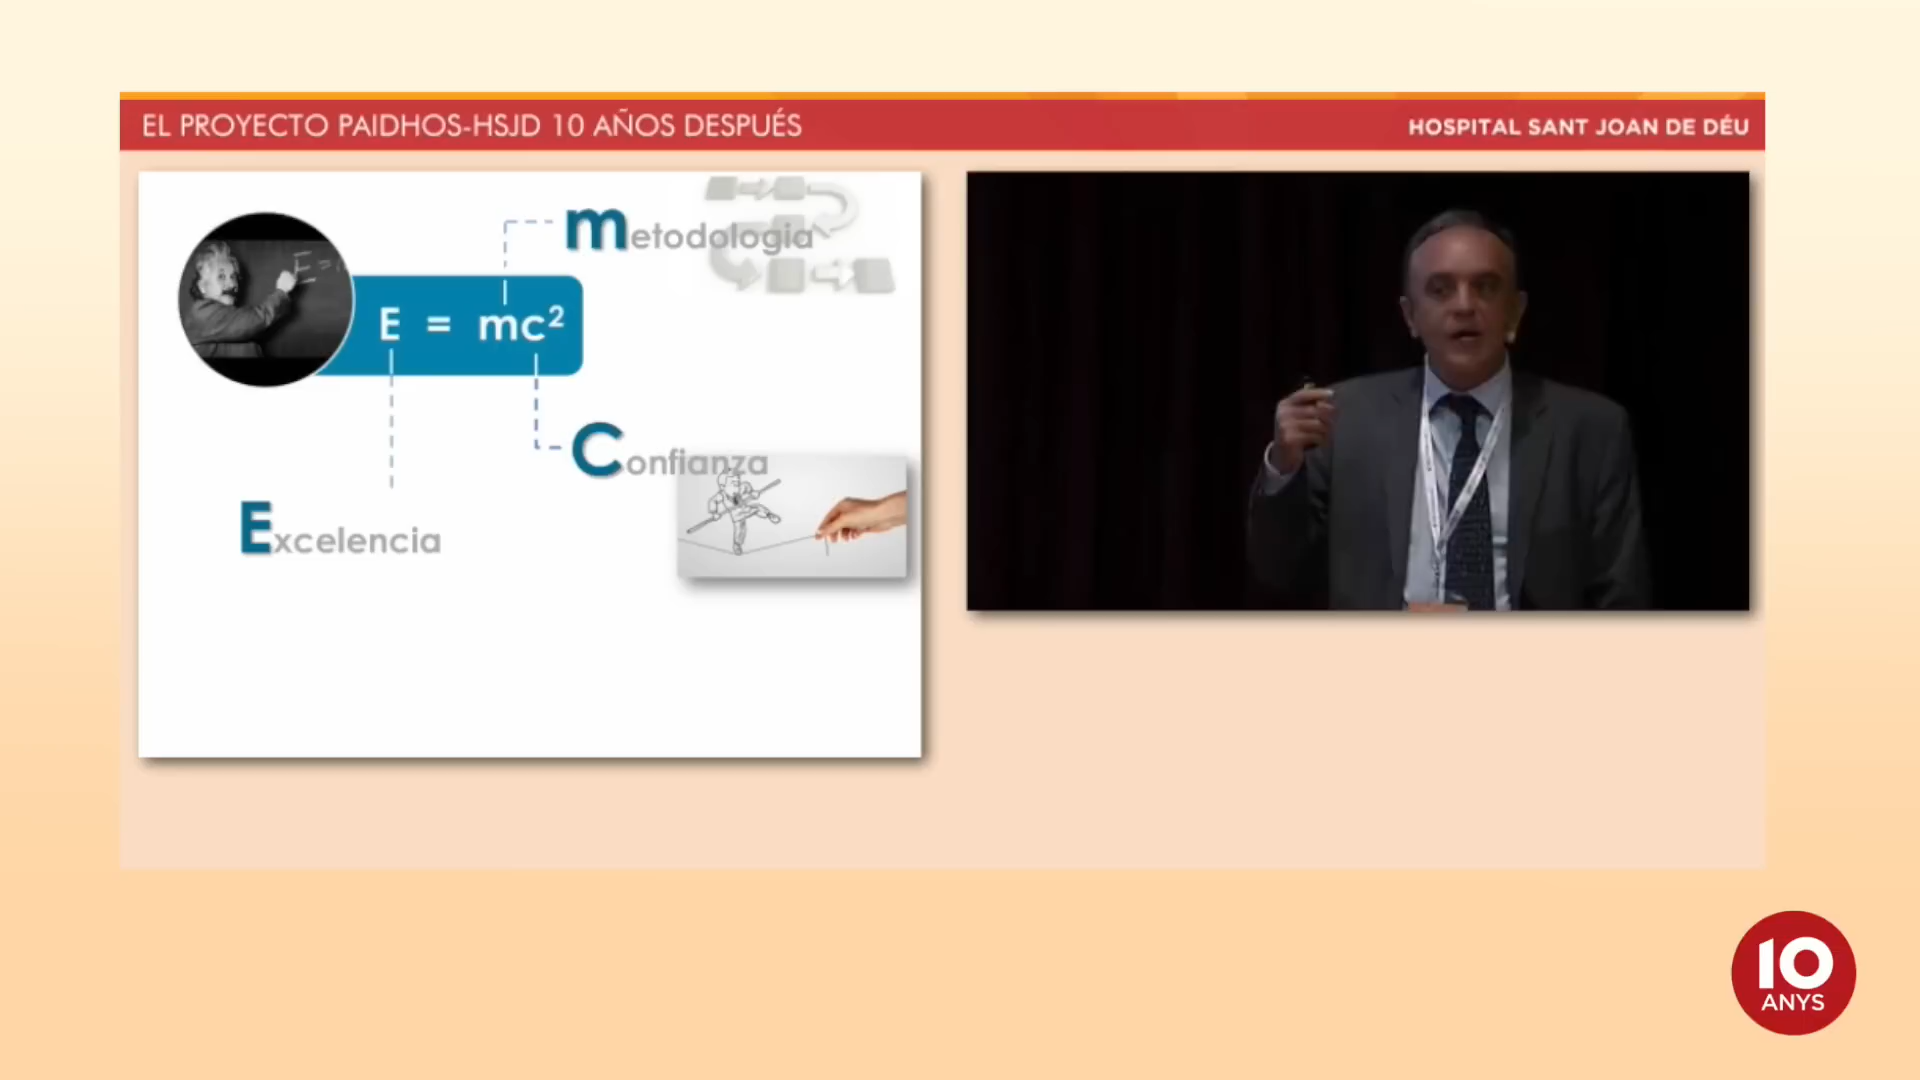 EL PROYECTO PAIDHOS-HSJD 10 AÑOS DESPUÉS
HOSPITAL SANT JOAN DE DÉU
metodologia
E =
E = mc²
Confianza
Excelencia
10
ANYS